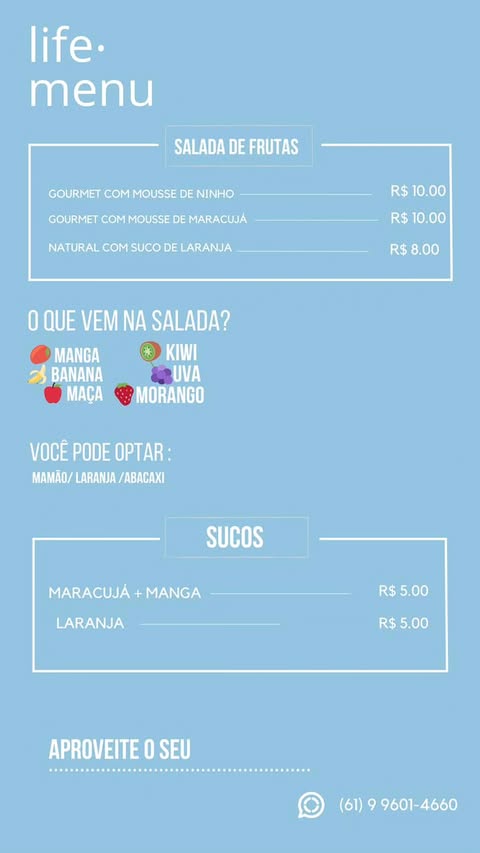 life·
menu
SALADA DE FRUTAS
GOURMET COM MOUSSE DE NINHO R$ 10.00
GOURMET COM MOUSSE DE MARACUJÁ R$ 10.00
NATURAL COM SUCO DE LARANJA R$ 8.00
O QUE VEM NA SALADA?
MANGA KIWI
BANANA UVA
MAÇA MORANGO
VOCÊ PODE OPTAR :
MAMÃO/ LARANJA /ABACAXI
SUCOS
MARACUJÁ + MANGA R$ 5.00
LARANJA R$ 5.00
APROVEITE O SEU
(61) 9 9601-4660